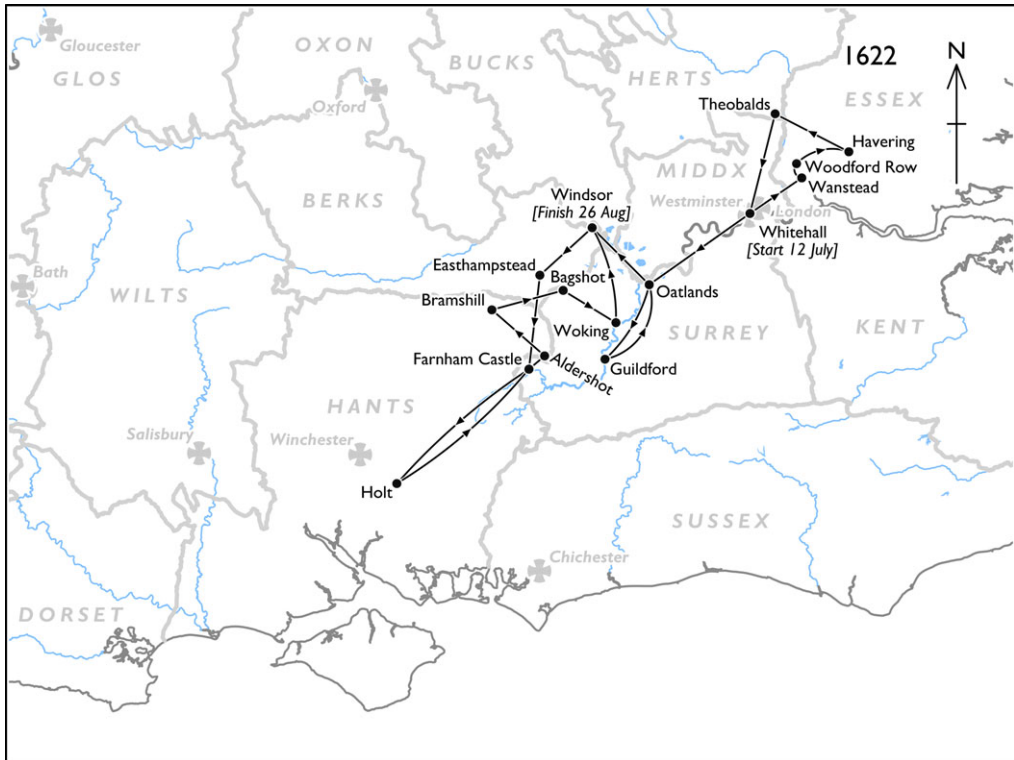 1622
N
Gloucester
GLOS
OXON
BUCKS
HERTS
ESSEX
Oxford
Theobalds
Havering
Woodford Row
Wanstead
MIDDX
Westminster
London
Whitehall
[Start 12 July]
Windsor
[Finish 26 Aug]
BERKS
Bath
WILTS
Easthampstead
Bagshot
Oatlands
Bramshill
Woking
SURREY
KENT
Farnham Castle
Aldershot
Guildford
HANTS
Salisbury
Winchester
Holt
SUSSEX
Chichester
DORSET